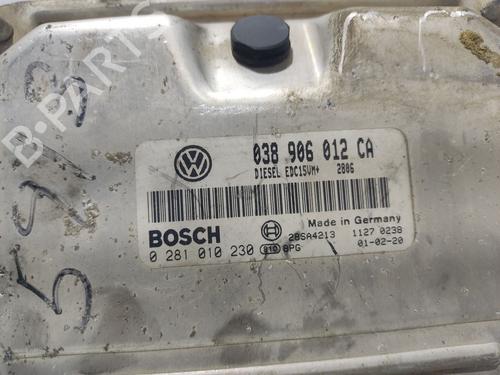 038 906 012 CA
DIESEL EDC15VM+ 2806
BOSCH
Made in Germany
28SA4213 1127 0238
0 281 010 230 BPG 01-02-20
B-PARTS